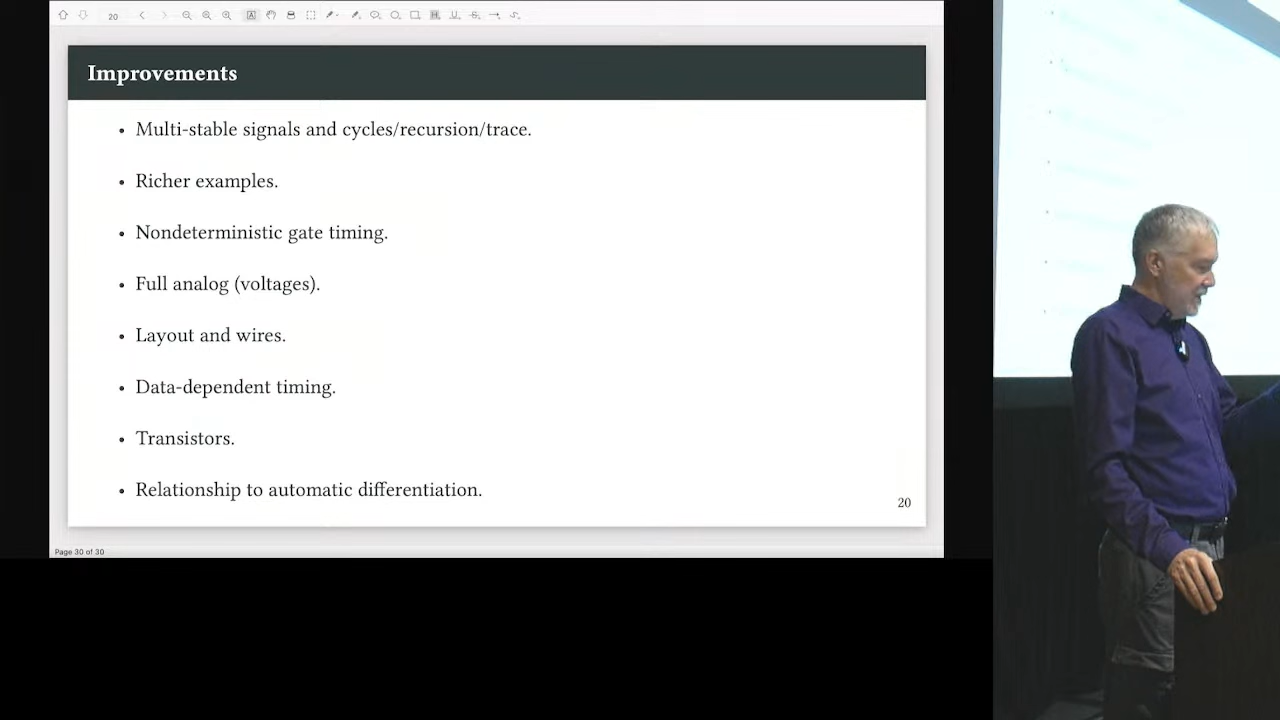 20
Improvements
• Multi-stable signals and cycles/recursion/trace.
• Richer examples.
• Nondeterministic gate timing.
• Full analog (voltages).
• Layout and wires.
• Data-dependent timing.
• Transistors.
• Relationship to automatic differentiation.
20
Page 30 of 30